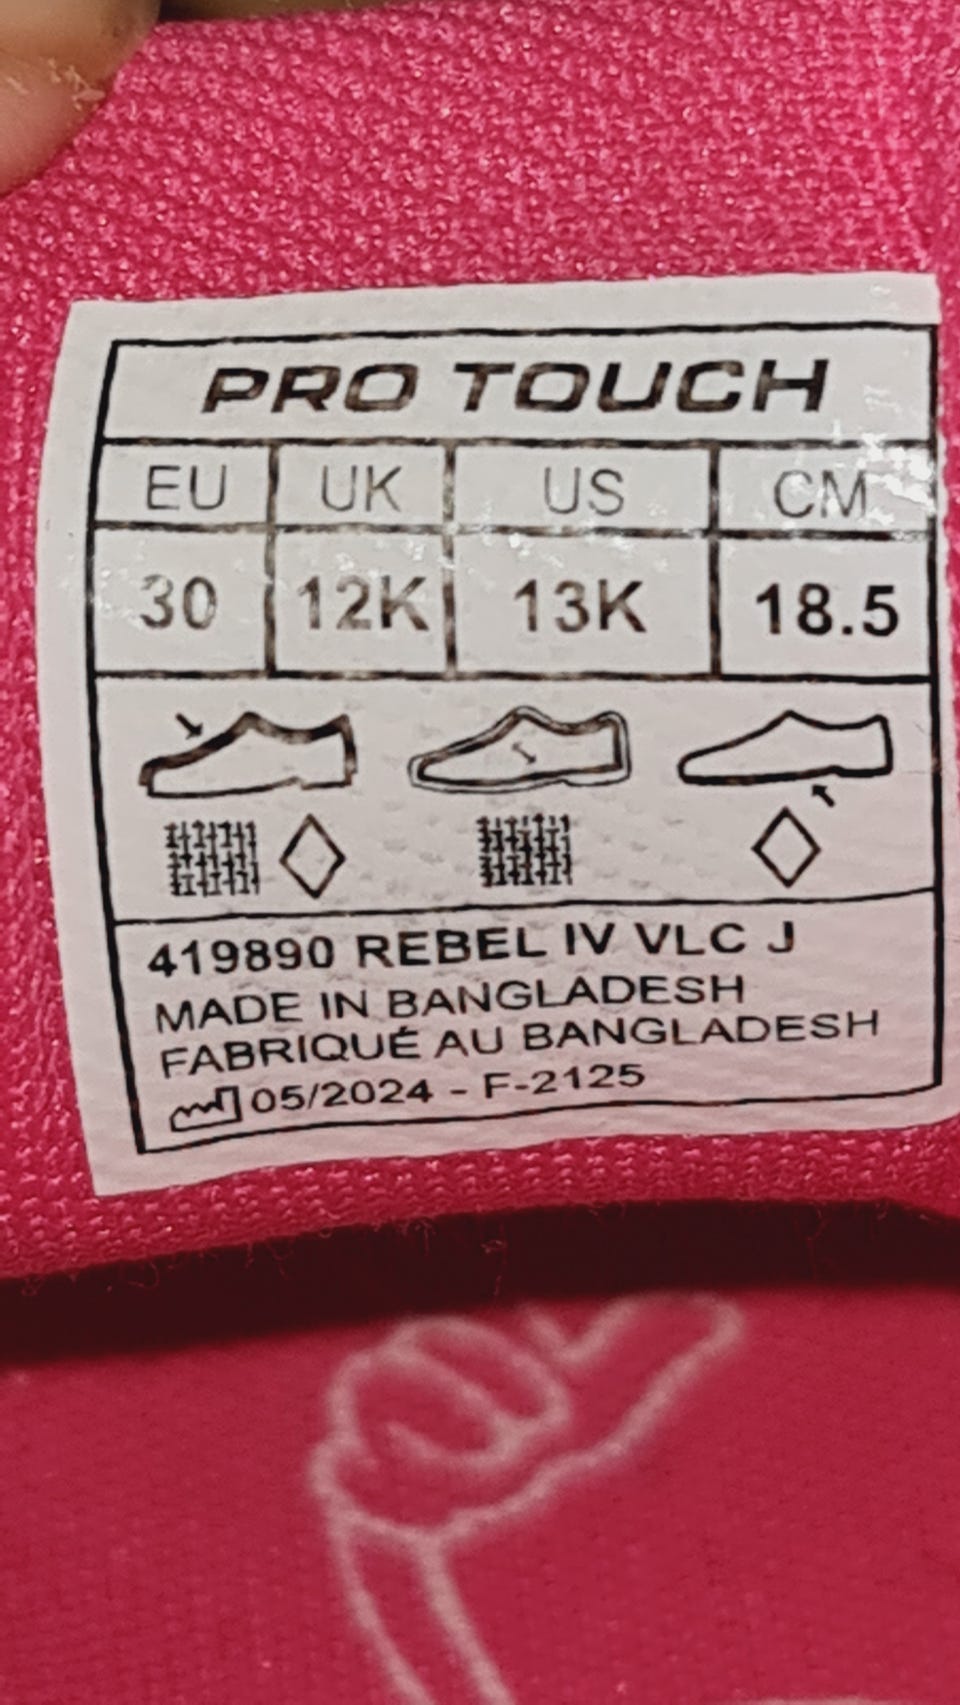 PRO TOUCH
EU UK US CM
30 12K 13K 18.5
419890 REBEL IV VLC J
MADE IN BANGLADESH
FABRIQUÉ AU BANGLADESH
05/2024 - F-2125